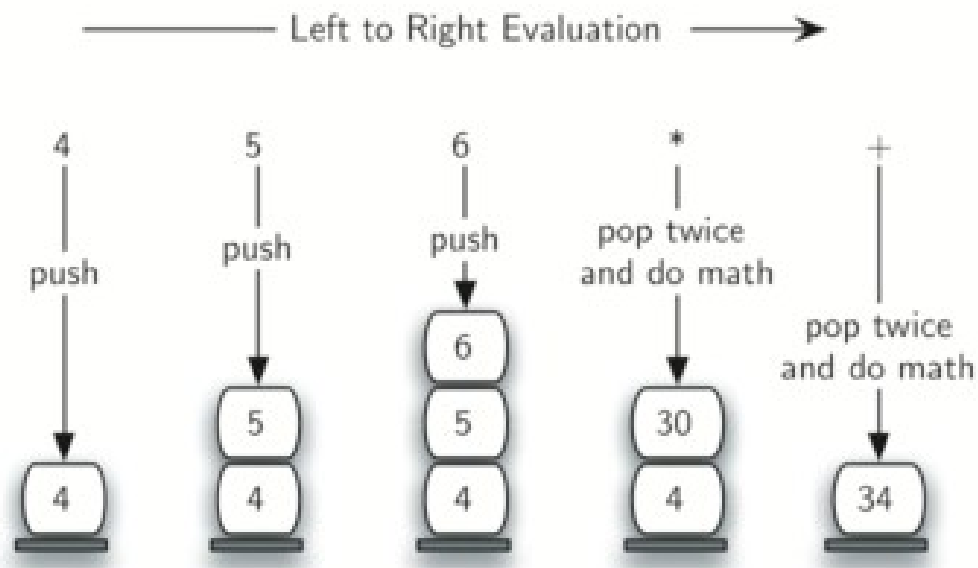 Left to Right Evaluation
4 5 6 * +
push
push
push
pop twice
and do math
pop twice
and do math
6
5 5 30
4 4 4 4 34